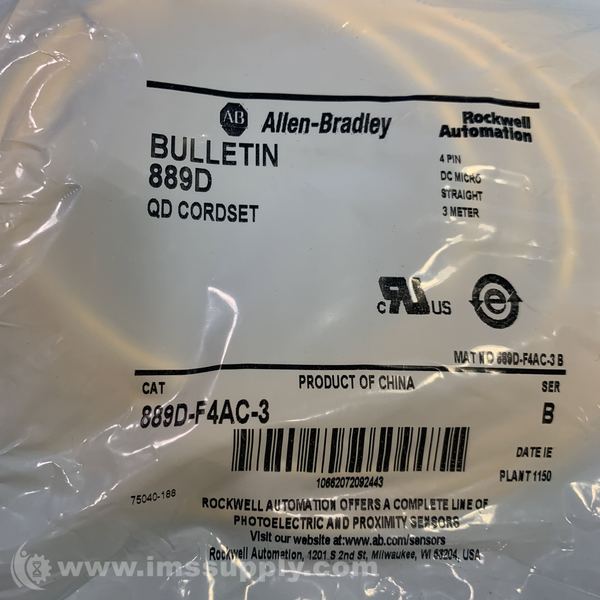 AB Allen-Bradley
Rockwell
Automation
BULLETIN
889D
QD CORDSET
4 PIN
DC MICRO
STRAIGHT
3 METER
c RU US
e
MAT NO 889D-F4AC-3 B
CAT
PRODUCT OF CHINA
SER
889D-F4AC-3
B
10662072092443
DATE IE
PLANT 1150
75040-188
ROCKWELL AUTOMATION OFFERS A COMPLETE LINE OF
PHOTOELECTRIC AND PROXIMITY SENSORS
Visit our website at:www.ab.com/sensors
Rockwell Automation, 1201 S 2nd St, Milwaukee, WI 53204, USA
www.imssupply.com